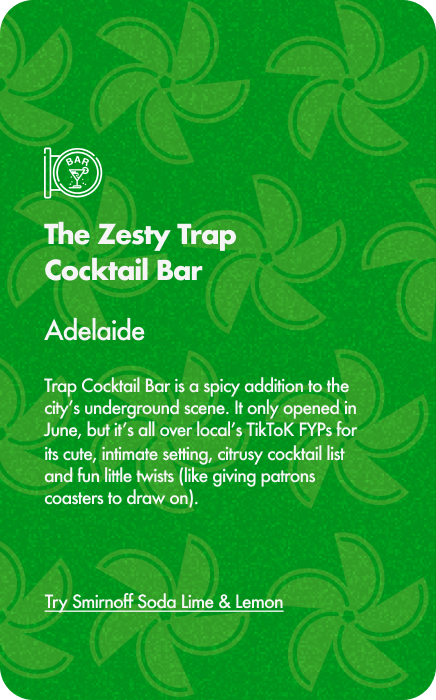 BAR
The Zesty Trap
Cocktail Bar
Adelaide
Trap Cocktail Bar is a spicy addition to the
city's underground scene. It only opened in
June, but it's all over local's TikToK FYPs for
its cute, intimate setting, citrusy cocktail list
and fun little twists (like giving patrons
coasters to draw on).
Try Smirnoff Soda Lime & Lemon